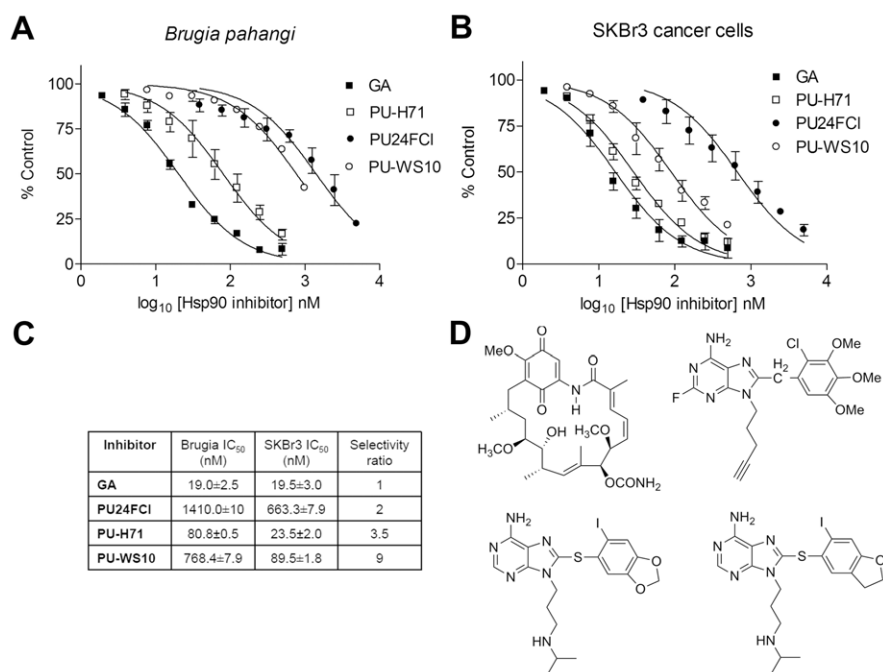 A
Brugia pahangi
GA
PU-H71
PU24FCI
PU-WS10
% Control
100
75
50
25
0
0 1 2 3 4
log10 [Hsp90 inhibitor] nM
B
SKBr3 cancer cells
GA
PU-H71
PU24FCI
PU-WS10
% Control
100
75
50
25
0
0 1 2 3 4
log10 [Hsp90 inhibitor] nM
C
Inhibitor Brugia IC50 (nM) SKBr3 IC50 (nM) Selectivity ratio
GA 19.0±2.5 19.5±3.0 1
PU24FCI 1410.0±10 663.3±7.9 2
PU-H71 80.8±0.5 23.5±2.0 3.5
PU-WS10 768.4±7.9 89.5±1.8 9
D
O
MeO
O
N
H
O
H3CO
OH
H3CO
OCONH2
NH2
N
N
N
N
F
H2
C
Cl
OMe
OMe
OMe
NH2
N
N
N
N
S
I
O
O
HN
NH2
N
N
N
N
S
I
O
HN